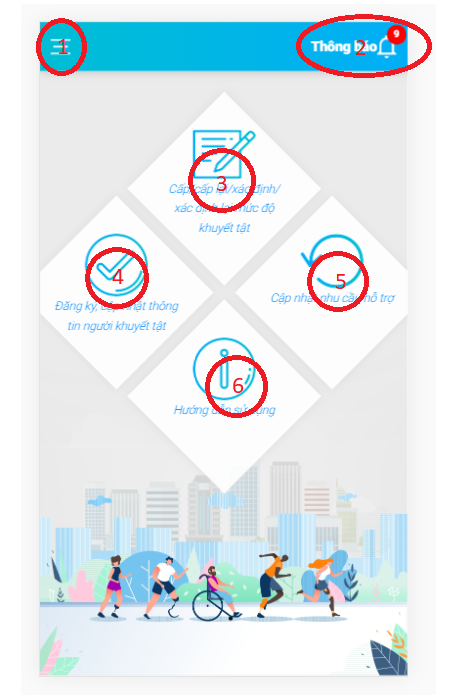 1
Thông báo
2
9
3
Cấp/cấp lại/xác định/
xác định lại mức độ
khuyết tật
4
Đăng ký, cập nhật thông
tin người khuyết tật
5
Cập nhật nhu cầu hỗ trợ
6
Hướng dẫn sử dụng